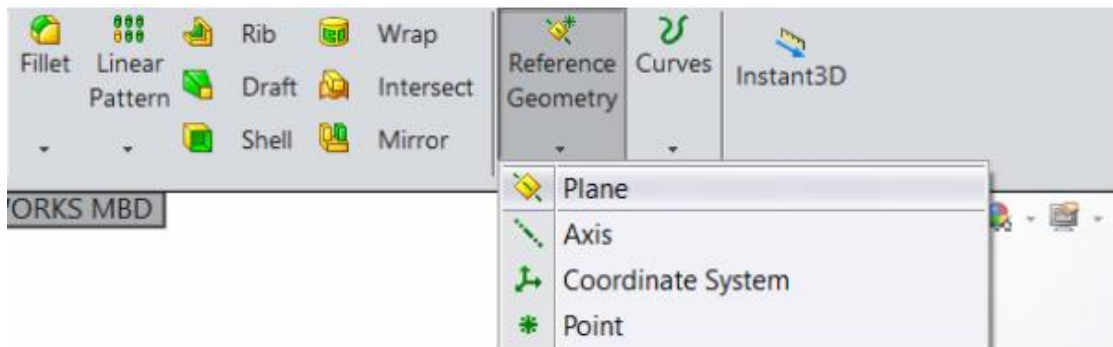 Fillet
Linear
Pattern
Rib
Draft
Shell
Wrap
Intersect
Mirror
Reference
Geometry
Curves
Instant3D
Plane
Axis
Coordinate System
Point
ORKS MBD